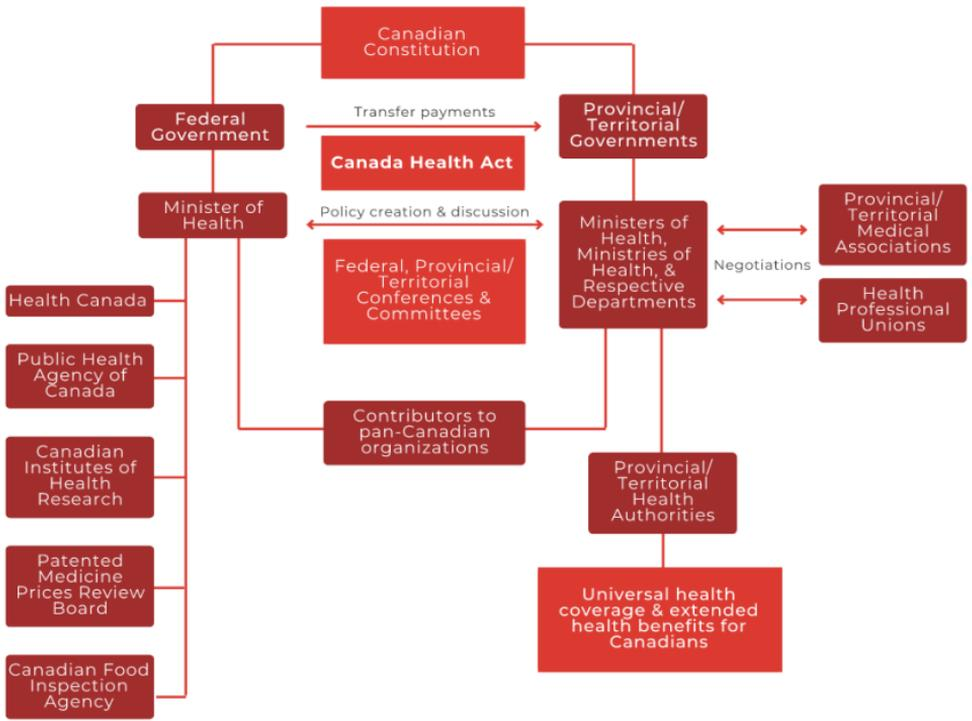 Canadian
Constitution
Federal
Government
Transfer payments
Provincial/
Territorial
Governments
Canada Health Act
Minister of
Health
Policy creation & discussion
Ministers of
Health,
Ministries of
Health, &
Respective
Departments
Provincial/
Territorial
Medical
Associations
Negotiations
Health
Professional
Unions
Federal, Provincial/
Territorial
Conferences &
Committees
Health Canada
Public Health
Agency of
Canada
Contributors to
pan-Canadian
organizations
Canadian
Institutes of
Health
Research
Provincial/
Territorial
Health
Authorities
Patented
Medicine
Prices Review
Board
Universal health
coverage & extended
health benefits for
Canadians
Canadian Food
Inspection
Agency